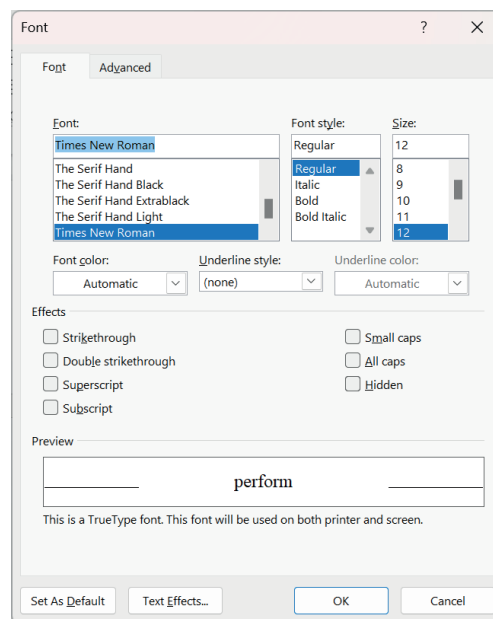 Font ? ×
Font Advanced
Font: Font style: Size:
Times New Roman Regular 12
The Serif Hand Regular 8
The Serif Hand Black Italic 9
The Serif Hand Extrablack Bold 10
The Serif Hand Light Bold Italic 11
Times New Roman 12
Font color: Underline style: Underline color:
Automatic (none) Automatic
Effects
Strikethrough Small caps
Double strikethrough All caps
Superscript Hidden
Subscript
Preview
perform
This is a TrueType font. This font will be used on both printer and screen.
Set As Default Text Effects... OK Cancel